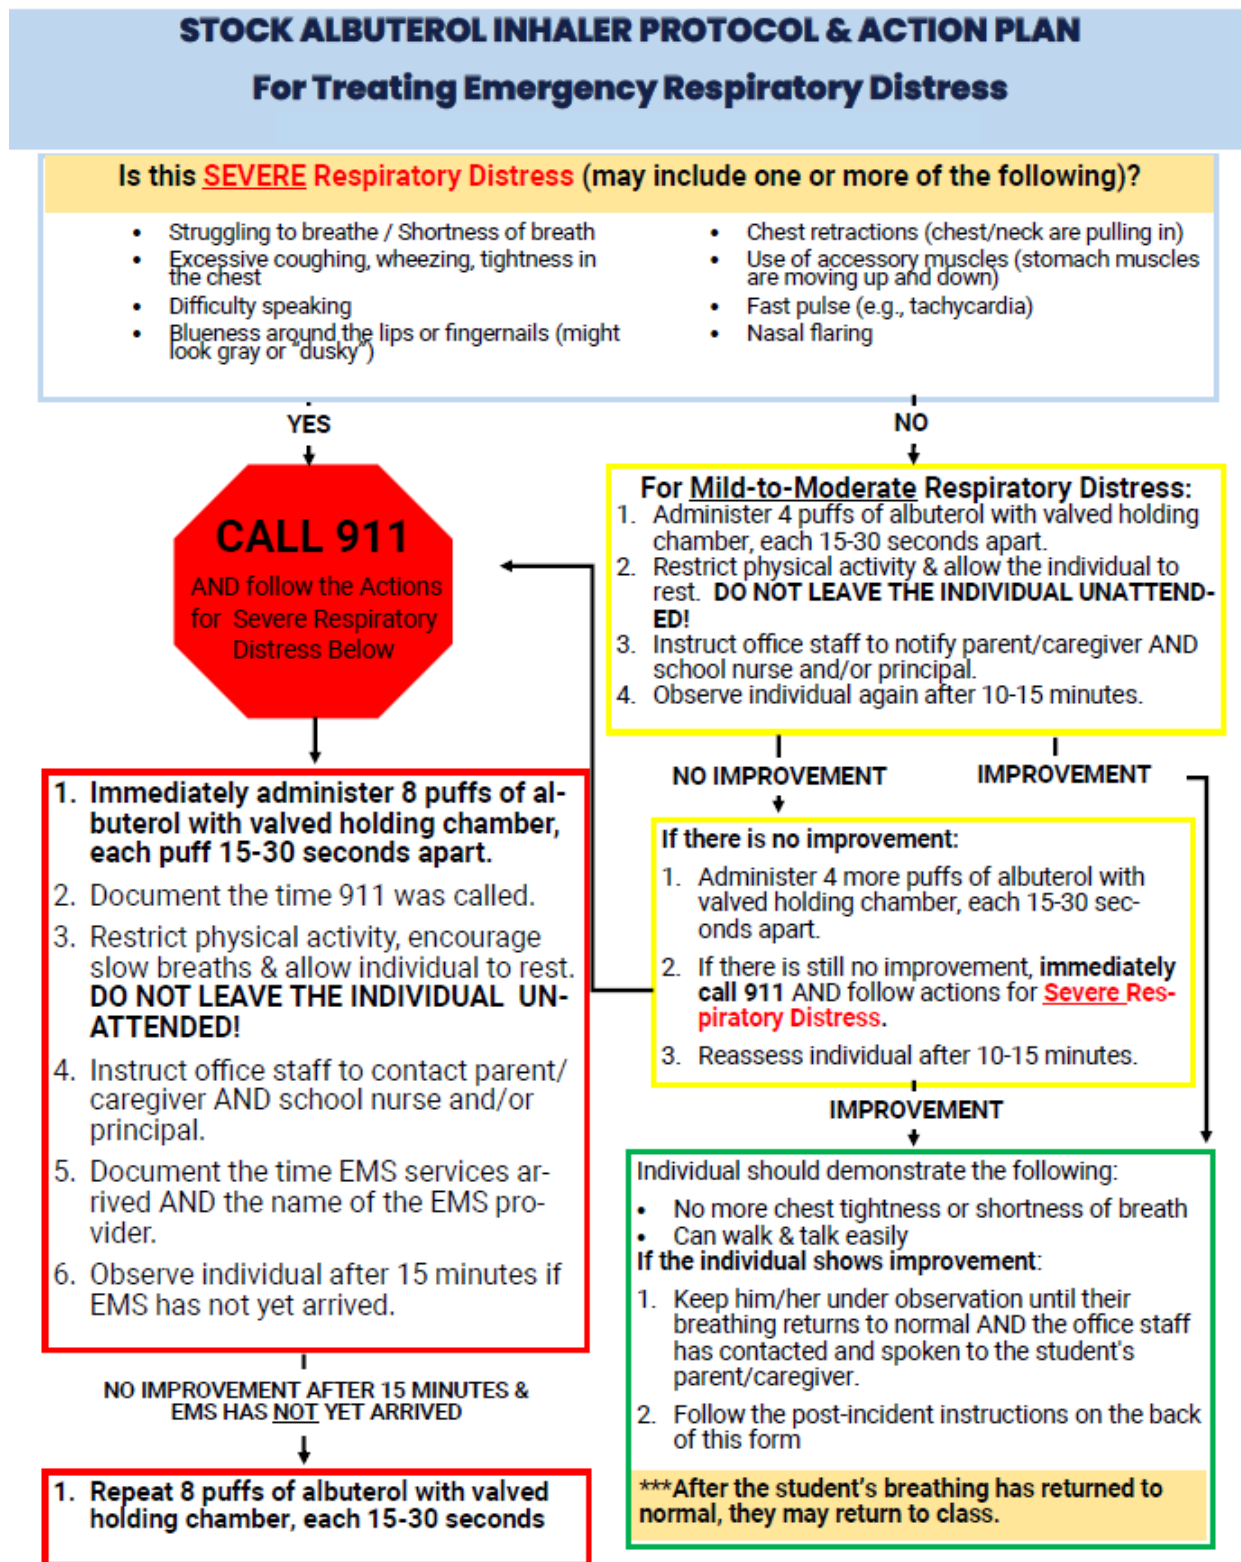 STOCK ALBUTEROL INHALER PROTOCOL & ACTION PLAN
For Treating Emergency Respiratory Distress
Is this SEVERE Respiratory Distress (may include one or more of the following)?
• Struggling to breathe / Shortness of breath
• Excessive coughing, wheezing, tightness in
the chest
• Difficulty speaking
• Blueness around the lips or fingernails (might
look gray or "dusky")
• Chest retractions (chest/neck are pulling in)
• Use of accessory muscles (stomach muscles
are moving up and down)
• Fast pulse (e.g., tachycardia)
• Nasal flaring
YES
NO
CALL 911
AND follow the Actions
for Severe Respiratory
Distress Below
For Mild-to-Moderate Respiratory Distress:
1. Administer 4 puffs of albuterol with valved holding
chamber, each 15-30 seconds apart.
2. Restrict physical activity & allow the individual to
rest. DO NOT LEAVE THE INDIVIDUAL UNATTEND-
ED!
3. Instruct office staff to notify parent/caregiver AND
school nurse and/or principal.
4. Observe individual again after 10-15 minutes.
NO IMPROVEMENT
IMPROVEMENT
1. Immediately administer 8 puffs of al-
buterol with valved holding chamber,
each puff 15-30 seconds apart.
2. Document the time 911 was called.
3. Restrict physical activity, encourage
slow breaths & allow individual to rest.
DO NOT LEAVE THE INDIVIDUAL UN-
ATTENDED!
4. Instruct office staff to contact parent/
caregiver AND school nurse and/or
principal.
5. Document the time EMS services ar-
rived AND the name of the EMS pro-
vider.
6. Observe individual after 15 minutes if
EMS has not yet arrived.
If there is no improvement:
1. Administer 4 more puffs of albuterol with
valved holding chamber, each 15-30 sec-
onds apart.
2. If there is still no improvement, immediately
call 911 AND follow actions for Severe Res-
piratory Distress.
3. Reassess individual after 10-15 minutes.
IMPROVEMENT
Individual should demonstrate the following:
• No more chest tightness or shortness of breath
• Can walk & talk easily
If the individual shows improvement:
1. Keep him/her under observation until their
breathing returns to normal AND the office staff
has contacted and spoken to the student's
parent/caregiver.
2. Follow the post-incident instructions on the back
of this form
***After the student's breathing has returned to
normal, they may return to class.
NO IMPROVEMENT AFTER 15 MINUTES &
EMS HAS NOT YET ARRIVED
1. Repeat 8 puffs of albuterol with valved
holding chamber, each 15-30 seconds